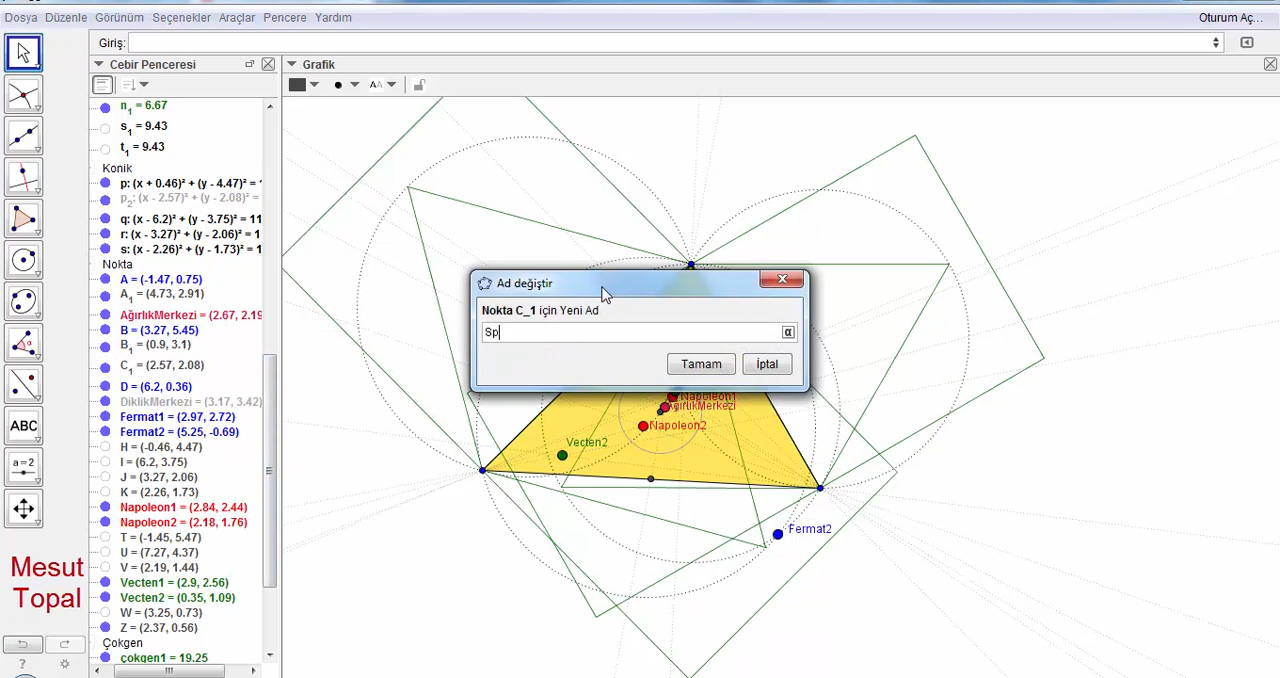 Dosya Düzenle Görünüm Seçenekler Araçlar Pencere Yardım Oturum Aç...
Giriş:
Cebir Penceresi
Grafik
AA
n₁ = 6.67
s₁ = 9.43
t₁ = 9.43
Konik
p: (x + 0.46)² + (y - 4.47)² = 1
p₂: (x - 2.57)² + (y - 2.08)² =
q: (x - 6.2)² + (y - 3.75)² = 11
r: (x - 3.27)² + (y - 2.06)² = 1
s: (x - 2.26)² + (y - 1.73)² = 1
Nokta
A = (-1.47, 0.75)
A₁ = (4.73, 2.91)
AğırlıkMerkezi = (2.67, 2.19
B = (3.27, 5.45)
B₁ = (0.9, 3.1)
C₁ = (2.57, 2.08)
D = (6.2, 0.36)
DiklikMerkezi = (3.17, 3.42)
Fermat1 = (2.97, 2.72)
Fermat2 = (5.25, -0.69)
H = (-0.46, 4.47)
I = (6.2, 3.75)
J = (3.27, 2.06)
K = (2.26, 1.73)
Napoleon1 = (2.84, 2.44)
Napoleon2 = (2.18, 1.76)
T = (-1.45, 5.47)
U = (7.27, 4.37)
V = (2.19, 1.44)
Vecten1 = (2.9, 2.56)
Vecten2 = (0.35, 1.09)
W = (3.25, 0.73)
Z = (2.37, 0.56)
Çokgen
çokgen1 = 19.25
ABC
a = 2
Mesut
Topal
?
Ad değiştir
Nokta C_1 için Yeni Ad
Sp
α
Tamam İptal
Napoleon1
AğırlıkMerkezi
Napoleon2
Vecten2
Fermat2